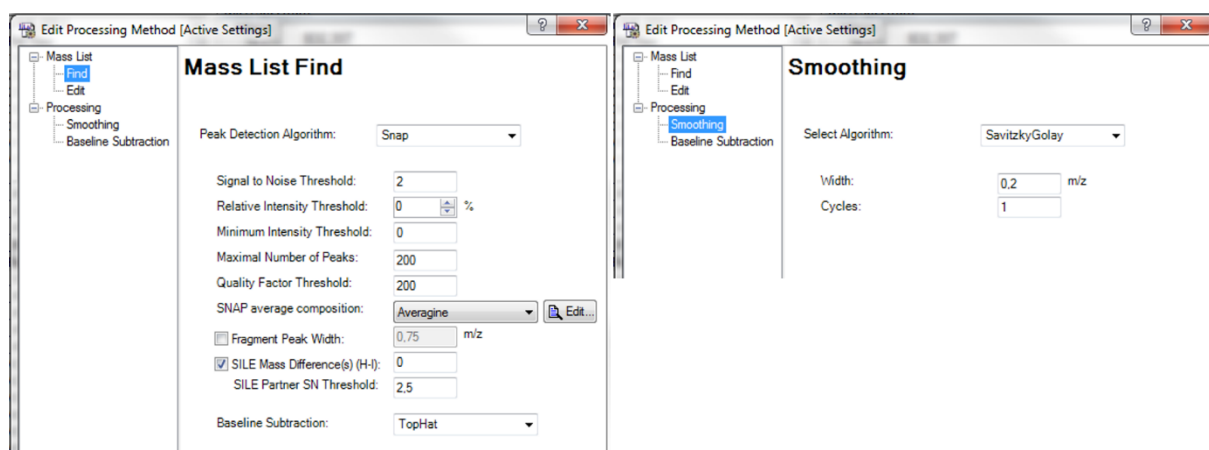 Edit Processing Method [Active Settings]
Mass List
Find
Edit
Processing
Smoothing
Baseline Subtraction
Mass List Find
Peak Detection Algorithm: Snap
Signal to Noise Threshold: 2
Relative Intensity Threshold: 0 %
Minimum Intensity Threshold: 0
Maximal Number of Peaks: 200
Quality Factor Threshold: 200
SNAP average composition: Averagine Edit...
Fragment Peak Width: 0,75 m/z
SILE Mass Difference(s) (H-l): 0
SILE Partner SN Threshold: 2,5
Baseline Subtraction: TopHat
Edit Processing Method [Active Settings]
Mass List
Find
Edit
Processing
Smoothing
Baseline Subtraction
Smoothing
Select Algorithm: SavitzkyGolay
Width: 0,2 m/z
Cycles: 1